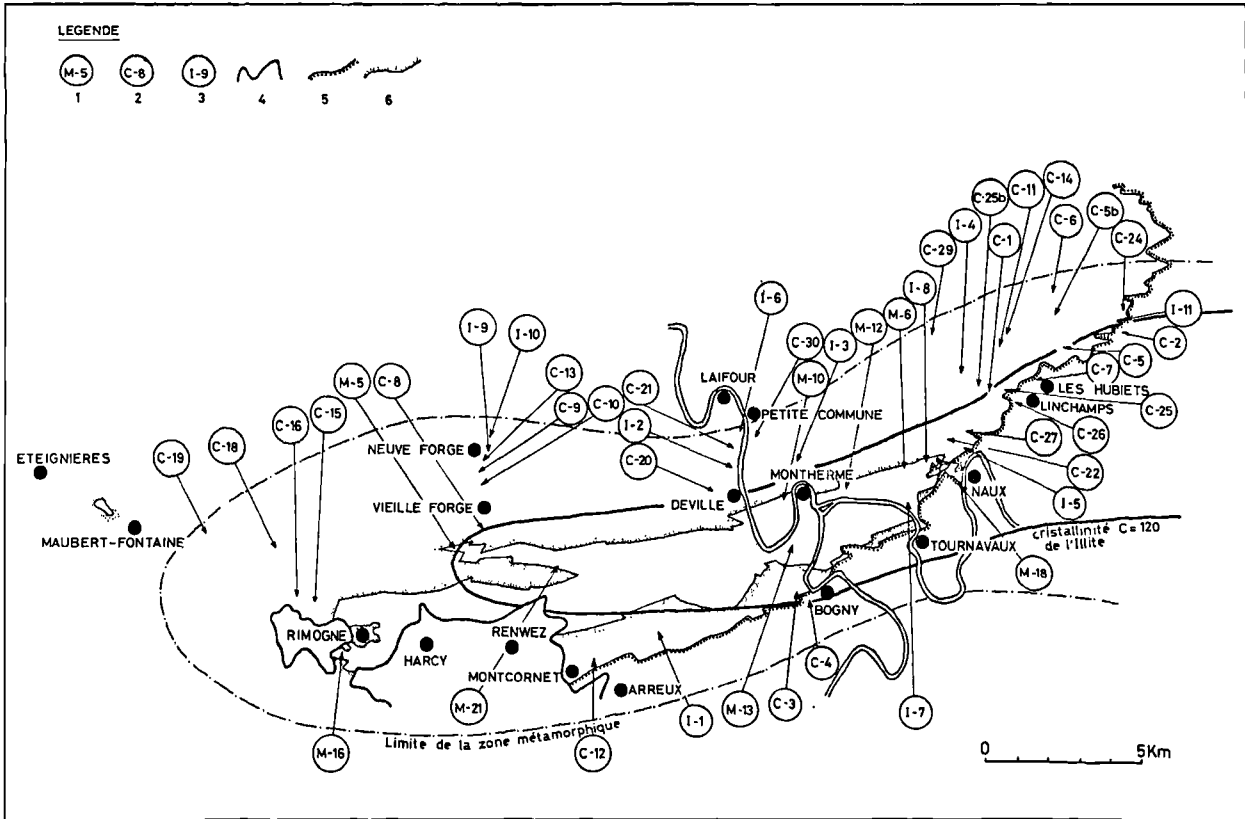 LEGENDE
M-5
C-8
I-9
1
2
3
4
5
6
C-14
C-11
C-25b
C-6
C-5b
I-4
C-1
C-24
C-29
I-8
I-6
M-6
M-12
I-11
I-9
I-10
C-30
I-3
C-2
C-13
M-10
C-5
M-5
C-8
C-9
C-10
C-21
LAIFOUR
C-7
LES HUBIETS
C-16
C-15
I-2
PETITE COMMUNE
LINCHAMPS
C-25
C-19
C-18
NEUVE FORGE
C-26
C-27
ETEIGNIERES
C-20
MONTHERME
C-22
VIEILLE FORGE
DEVILLE
NAUX
I-5
MAUBERT-FONTAINE
TOURNAVAUX
cristallinité C = 120
de l'Illite
M-18
BOGNY
RIMOGNE
HARCY
RENWEZ
MONTCORNET
C-4
ARREUX
M-21
I-1
M-13
C-3
I-7
M-16
Limite de la zone métamorphique
C-12
0
5Km